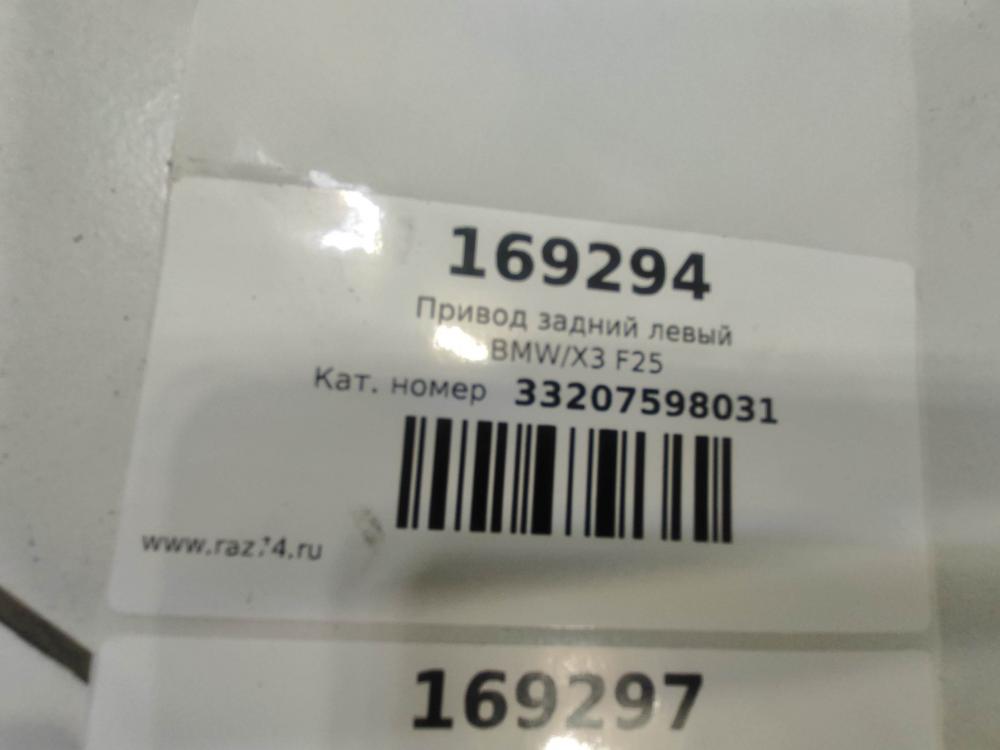 169294
Привод задний левый
BMW/X3 F25
Кат. номер 33207598031
169297